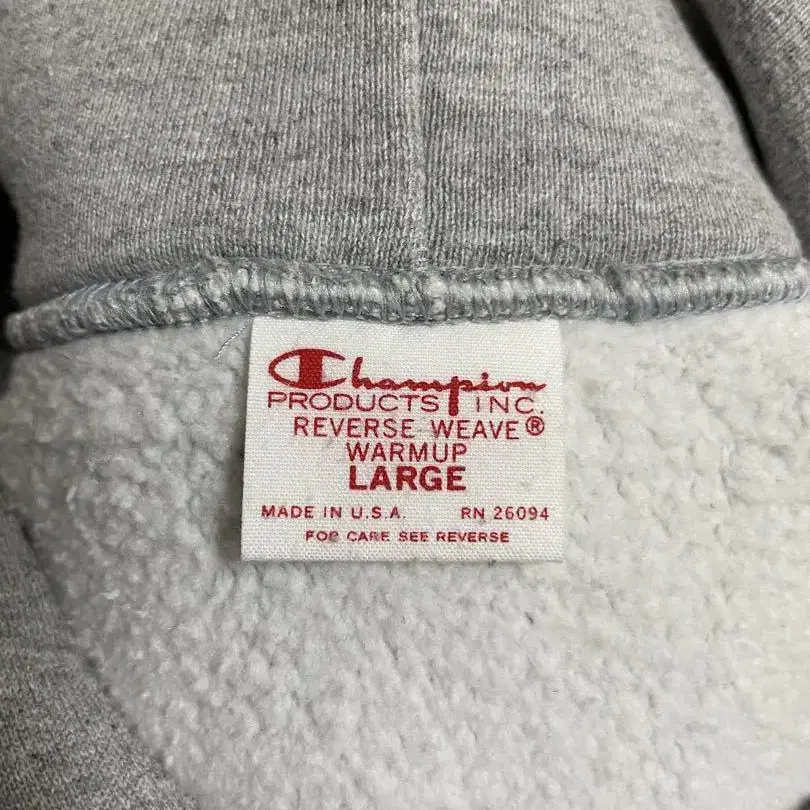 Champion
PRODUCTS INC.
REVERSE WEAVE®
WARMUP
LARGE
MADE IN U.S.A. RN 26094
FOR CARE SEE REVERSE